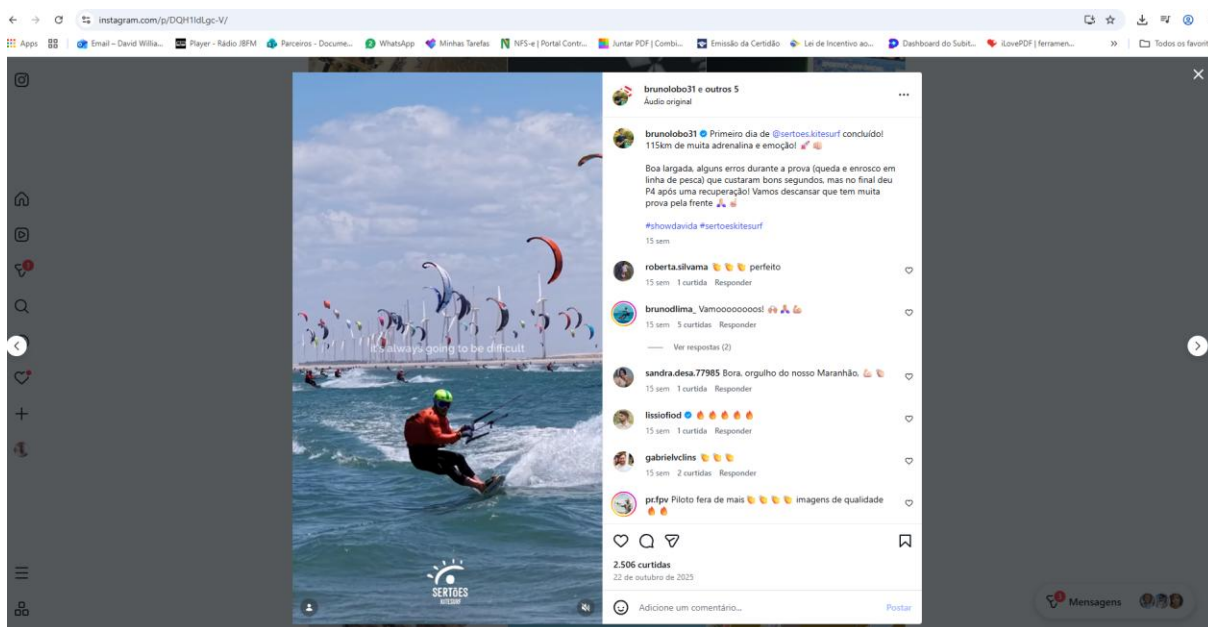 instagram.com/p/DQH1IdLgc-V/
Apps
Email – David Willia...
Player - Rádio JBFM
Parceiros - Docume...
WhatsApp
Minhas Tarefas
NFS-e | Portal Contr...
Juntar PDF | Combi...
Emissão da Certidão
Lei de Incentivo ao...
Dashboard do Subit...
iLovePDF | ferramen...
»
Todos os favorit
brunolobo31 e outros 5
Áudio original
brunolobo31 Primeiro dia de @sertoes.kitesurf concluído!
115km de muita adrenalina e emoção! 🚀 👊🏼
Boa largada, alguns erros durante a prova (queda e enrosco em
linha de pesca) que custaram bons segundos, mas no final deu
P4 após uma recuperação! Vamos descansar que tem muita
prova pela frente
#showdavida #sertoeskitesurf
15 sem
roberta.silvama 👏 👏 👏 perfeito
15 sem 1 curtida Responder
brunodlima_ Vamooooooooos!
15 sem 5 curtidas Responder
Ver respostas (2)
sandra.desa.77985 Bora, orgulho do nosso Maranhão.
15 sem 1 curtida Responder
lissiofiod 🔥 🔥 🔥 🔥 🔥
15 sem 1 curtida Responder
gabrielvclins 👏 👏 👏
15 sem 2 curtidas Responder
pr.fpv Piloto fera de mais 👏 👏 👏 👏 imagens de qualidade
🔥 🔥
2.506 curtidas
22 de outubro de 2025
Adicione um comentário...
Postar
it's always going to be difficult
SERTÕES
KITESURF
Mensagens